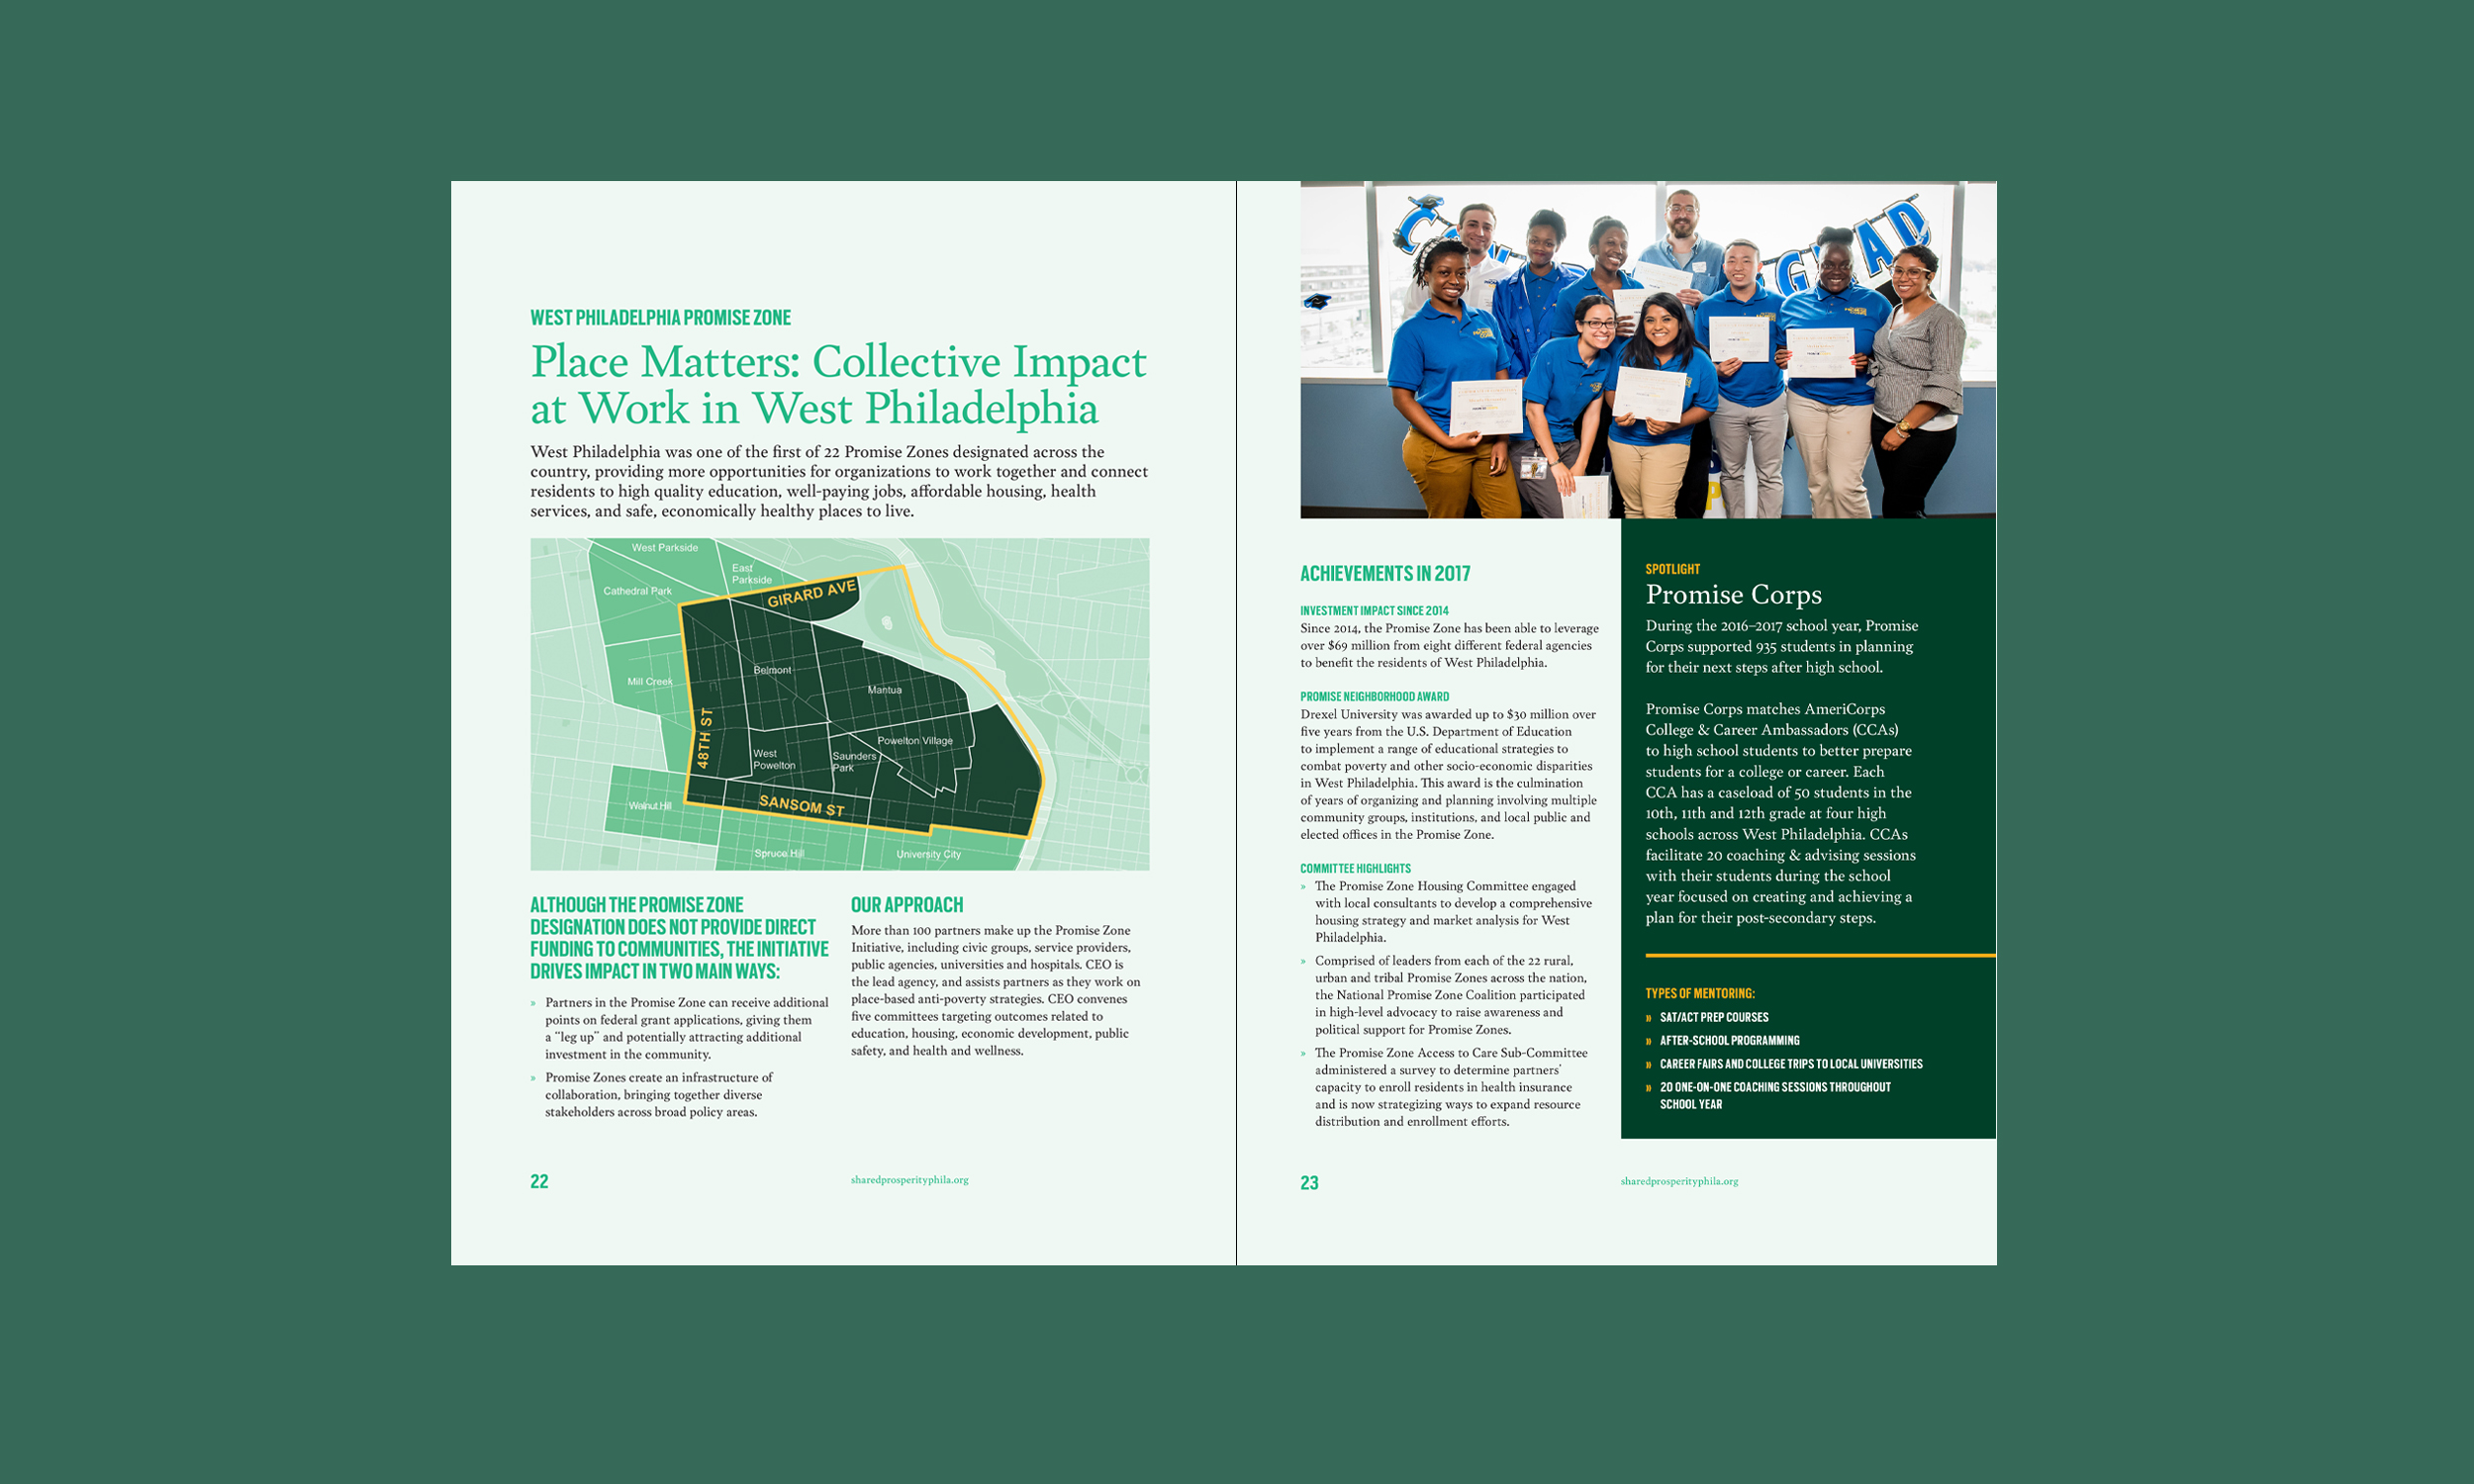 WEST PHILADELPHIA PROMISE ZONE
Place Matters: Collective Impact
at Work in West Philadelphia
West Philadelphia was one of the first of 22 Promise Zones designated across the
country, providing more opportunities for organizations to work together and connect
residents to high quality education, well-paying jobs, affordable housing, health
services, and safe, economically healthy places to live.
West Parkside
East
Parkside
Cathedral Park
GIRARD AVE
Belmont
Mill Creek
Mantua
48TH ST
Powelton Village
West
Powelton
Saunders
Park
Walnut Hill
SANSOM ST
Spruce Hill
University City
ALTHOUGH THE PROMISE ZONE
DESIGNATION DOES NOT PROVIDE DIRECT
FUNDING TO COMMUNITIES, THE INITIATIVE
DRIVES IMPACT IN TWO MAIN WAYS:
» Partners in the Promise Zone can receive additional
points on federal grant applications, giving them
a "leg up" and potentially attracting additional
investment in the community.
» Promise Zones create an infrastructure of
collaboration, bringing together diverse
stakeholders across broad policy areas.
OUR APPROACH
More than 100 partners make up the Promise Zone
Initiative, including civic groups, service providers,
public agencies, universities and hospitals. CEO is
the lead agency, and assists partners as they work on
place-based anti-poverty strategies. CEO convenes
five committees targeting outcomes related to
education, housing, economic development, public
safety, and health and wellness.
22
sharedprosperityphila.org
GRAD
ACHIEVEMENTS IN 2017
INVESTMENT IMPACT SINCE 2014
Since 2014, the Promise Zone has been able to leverage
over $69 million from eight different federal agencies
to benefit the residents of West Philadelphia.
PROMISE NEIGHBORHOOD AWARD
Drexel University was awarded up to $30 million over
five years from the U.S. Department of Education
to implement a range of educational strategies to
combat poverty and other socio-economic disparities
in West Philadelphia. This award is the culmination
of years of organizing and planning involving multiple
community groups, institutions, and local public and
elected offices in the Promise Zone.
COMMITTEE HIGHLIGHTS
» The Promise Zone Housing Committee engaged
with local consultants to develop a comprehensive
housing strategy and market analysis for West
Philadelphia.
» Comprised of leaders from each of the 22 rural,
urban and tribal Promise Zones across the nation,
the National Promise Zone Coalition participated
in high-level advocacy to raise awareness and
political support for Promise Zones.
» The Promise Zone Access to Care Sub-Committee
administered a survey to determine partners'
capacity to enroll residents in health insurance
and is now strategizing ways to expand resource
distribution and enrollment efforts.
SPOTLIGHT
Promise Corps
During the 2016–2017 school year, Promise
Corps supported 935 students in planning
for their next steps after high school.
Promise Corps matches AmeriCorps
College & Career Ambassadors (CCAs)
to high school students to better prepare
students for a college or career. Each
CCA has a caseload of 50 students in the
10th, 11th and 12th grade at four high
schools across West Philadelphia. CCAs
facilitate 20 coaching & advising sessions
with their students during the school
year focused on creating and achieving a
plan for their post-secondary steps.
TYPES OF MENTORING:
» SAT/ACT PREP COURSES
» AFTER-SCHOOL PROGRAMMING
» CAREER FAIRS AND COLLEGE TRIPS TO LOCAL UNIVERSITIES
» 20 ONE-ON-ONE COACHING SESSIONS THROUGHOUT
SCHOOL YEAR
23
sharedprosperityphila.org